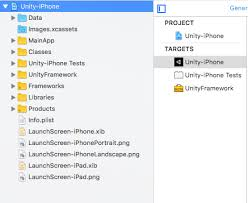 Unity-iPhone
Data
Images.xcassets
MainApp
Classes
Unity-iPhone Tests
UnityFramework
Frameworks
Libraries
Products
Info.plist
LaunchScreen-iPhone.xib
LaunchScreen-iPhonePortrait.png
LaunchScreen-iPhoneLandscape.png
LaunchScreen-iPad.xib
LaunchScreen-iPad.png
Gener
PROJECT
Unity-iPhone
TARGETS
Unity-iPhone
Unity-iPhone Tests
UnityFramework